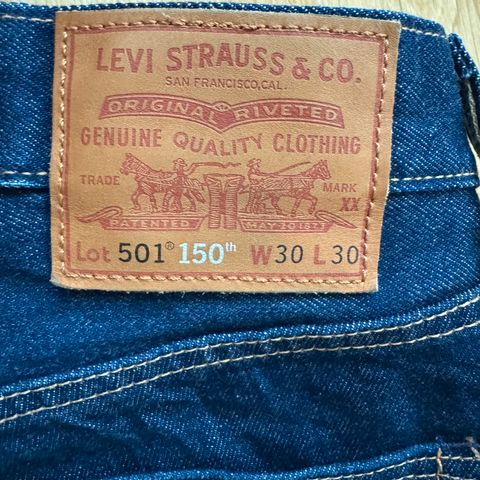 LEVI STRAUSS & CO.
SAN FRANCISCO, CAL.
ORIGINAL RIVETED
GENUINE QUALITY CLOTHING
TRADE MARK
XX
PATENTED MAY 20 1873
Lot 501® 150th W30 L30